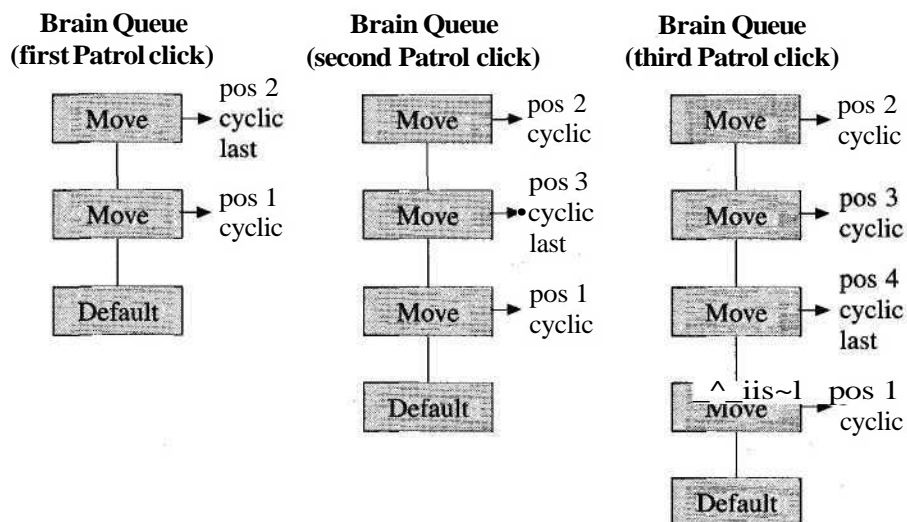 Brain Queue
(first Patrol click)
Move
pos 2
cyclic
last
Move
pos 1
cyclic
Default
Brain Queue
(second Patrol click)
Move
pos 2
cyclic
Move
pos 3
cyclic
last
Move
pos 1
cyclic
Default
Brain Queue
(third Patrol click)
Move
pos 2
cyclic
Move
pos 3
cyclic
Move
pos 4
cyclic
last
_^_iis~l pos 1
Move
cyclic
Default